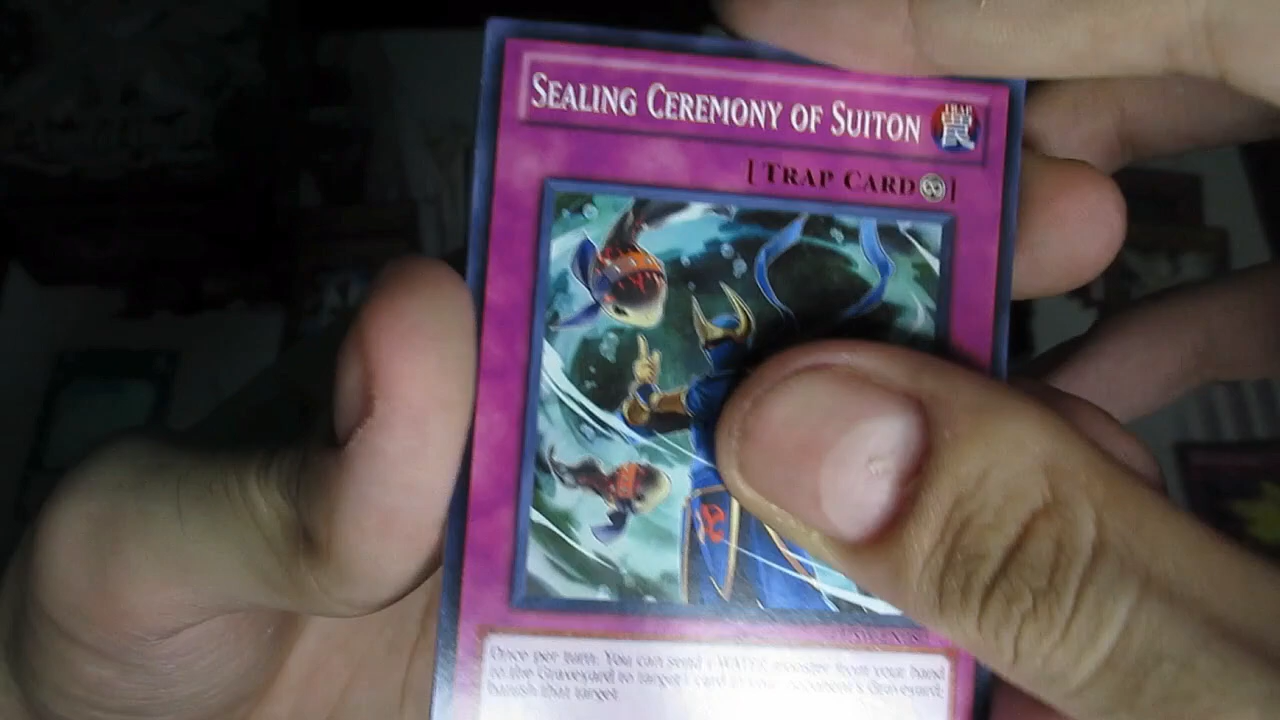 SEALING CEREMONY OF SUITON
TRAP
罠
[TRAP CARD]
Once per turn: You can send 1 WATER monster from your hand
to the Graveyard to target 1 card in your opponent's Graveyard;
banish that target.